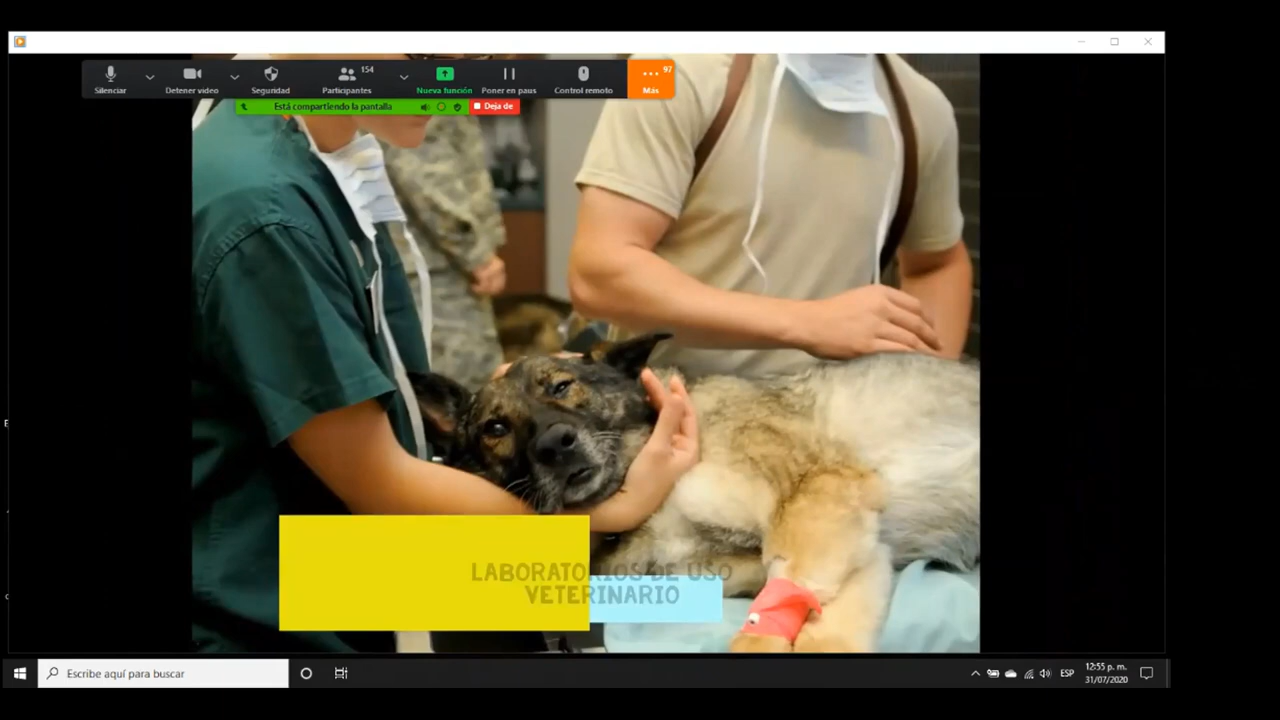 154
97
Silenciar
Detener video
Seguridad
Participantes
Nueva función
Poner en paus
Control remoto
Más
Está compartiendo la pantalla
Deja de
LABORATORIOS DE USO
VETERINARIO
Escribe aquí para buscar
ESP
12:55 p. m.
31/07/2020